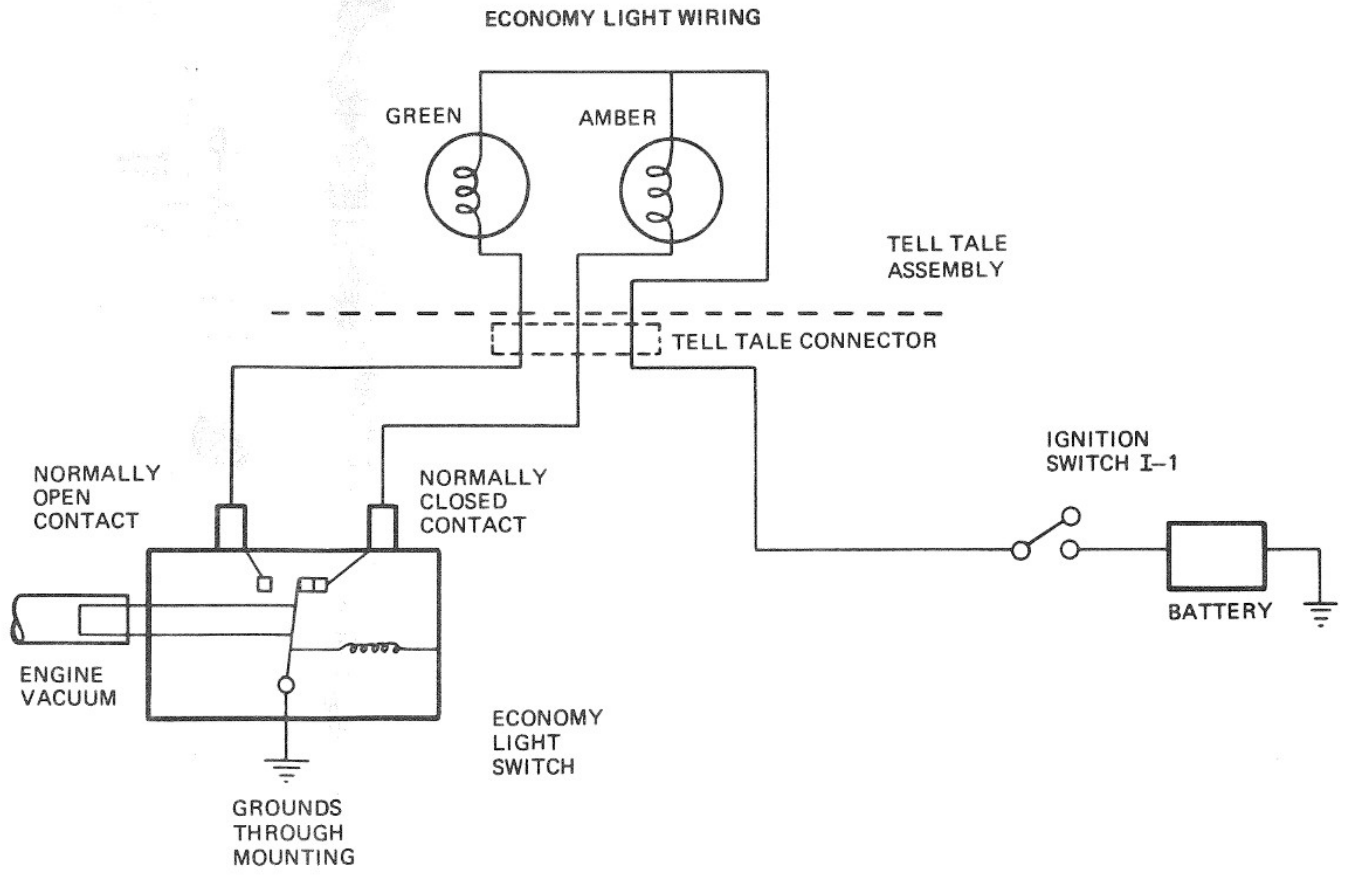 ECONOMY LIGHT WIRING
GREEN
AMBER
TELL TALE
ASSEMBLY
TELL TALE CONNECTOR
IGNITION
SWITCH I-1
NORMALLY
OPEN
CONTACT
NORMALLY
CLOSED
CONTACT
BATTERY
ENGINE
VACUUM
ECONOMY
LIGHT
SWITCH
GROUNDS
THROUGH
MOUNTING